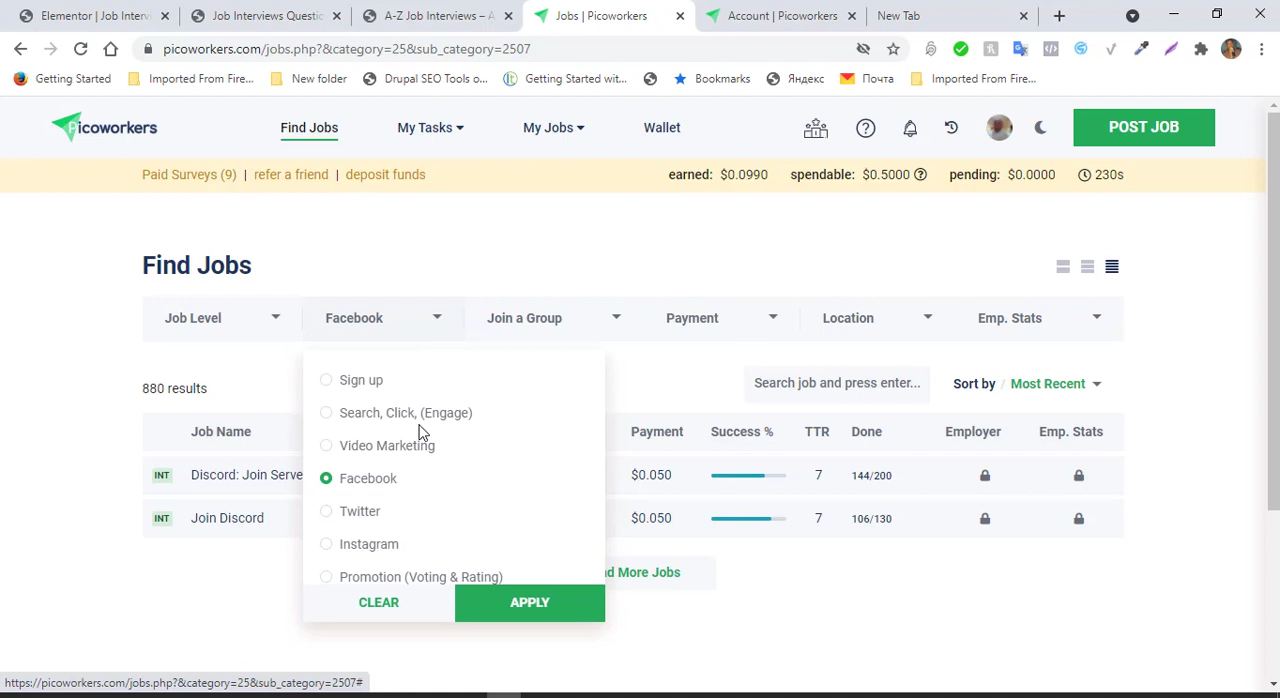 Elementor | Job Interv
Job Interviews Questic
A-Z Job Interviews – A
Jobs | Picoworkers
Account | Picoworkers
New Tab
picoworkers.com/jobs.php?&category=25&sub_category=2507
Getting Started
Imported From Fire...
New folder
Drupal SEO Tools o...
Getting Started wit...
Bookmarks
Яндекс
Почта
Imported From Fire...
Picoworkers
Find Jobs
My Tasks
My Jobs
Wallet
POST JOB
Paid Surveys (9) | refer a friend | deposit funds
earned: $0.0990
spendable: $0.5000
pending: $0.0000
230s
Find Jobs
Job Level
Facebook
Join a Group
Payment
Location
Emp. Stats
880 results
Search job and press enter...
Sort by / Most Recent
Job Name
Payment
Success %
TTR
Done
Employer
Emp. Stats
INT
Discord: Join Serve
$0.050
7
144/200
INT
Join Discord
$0.050
7
106/130
Sign up
Search, Click, (Engage)
Video Marketing
Facebook
Twitter
Instagram
Promotion (Voting & Rating)
CLEAR
APPLY
d More Jobs
https://picoworkers.com/jobs.php?&category=25&sub_category=2507#